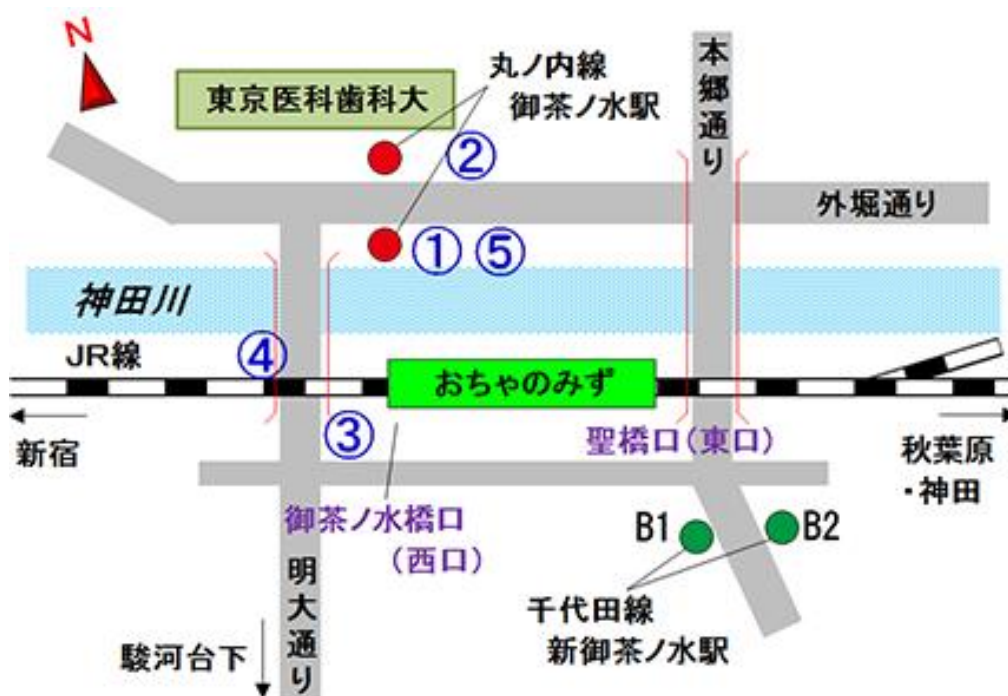 N
東京医科歯科大
丸ノ内線
御茶ノ水駅
本郷通り
②
外堀通り
①
⑤
神田川
④
JR線
おちゃのみず
新宿
③
聖橋口(東口)
秋葉原
・神田
御茶ノ水橋口
(西口)
B1
B2
明大通り
千代田線
新御茶ノ水駅
駿河台下